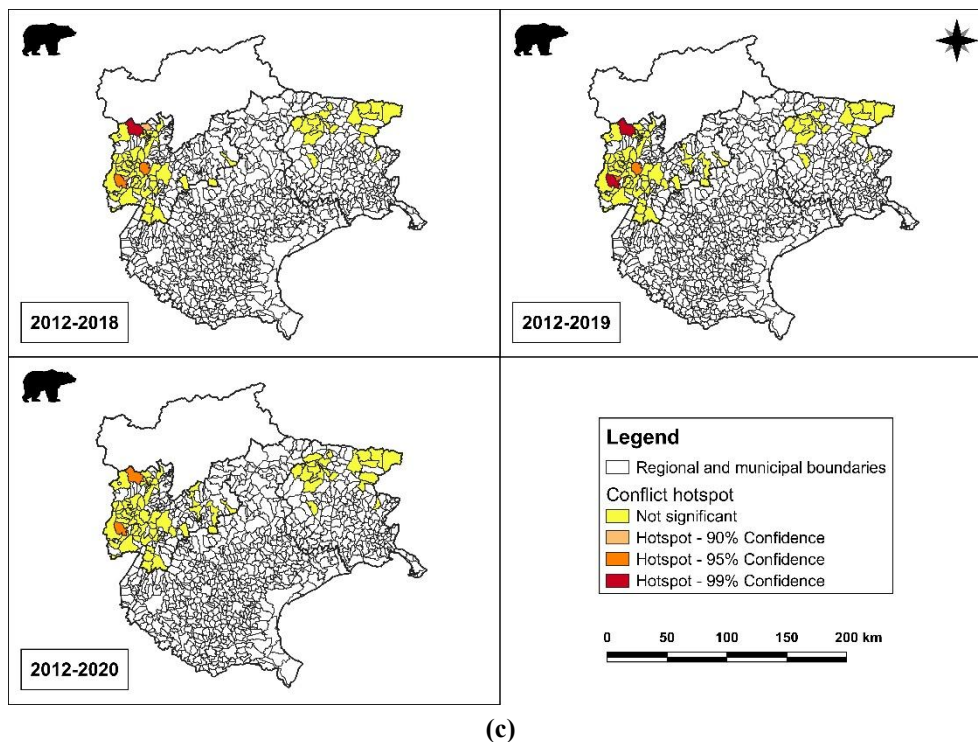 2012-2018
2012-2019
2012-2020
Legend
Regional and municipal boundaries
Conflict hotspot
Not significant
Hotspot - 90% Confidence
Hotspot - 95% Confidence
Hotspot - 99% Confidence
0 50 100 150 200 km
(c)